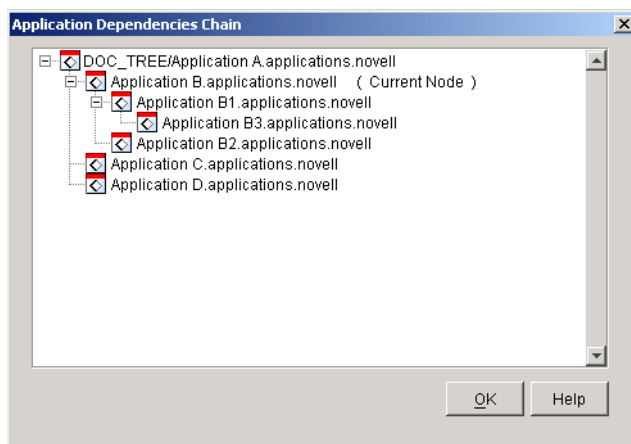 Application Dependencies Chain
DOC_TREE/Application A.applications.novell
Application B.applications.novell ( Current Node )
Application B1.applications.novell
Application B3.applications.novell
Application B2.applications.novell
Application C.applications.novell
Application D.applications.novell
OK Help